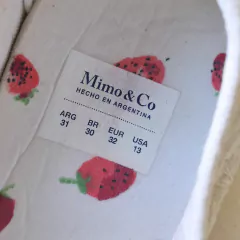 Mimo & Co
HECHO EN ARGENTINA
ARG BR EUR USA
31 30 32 13